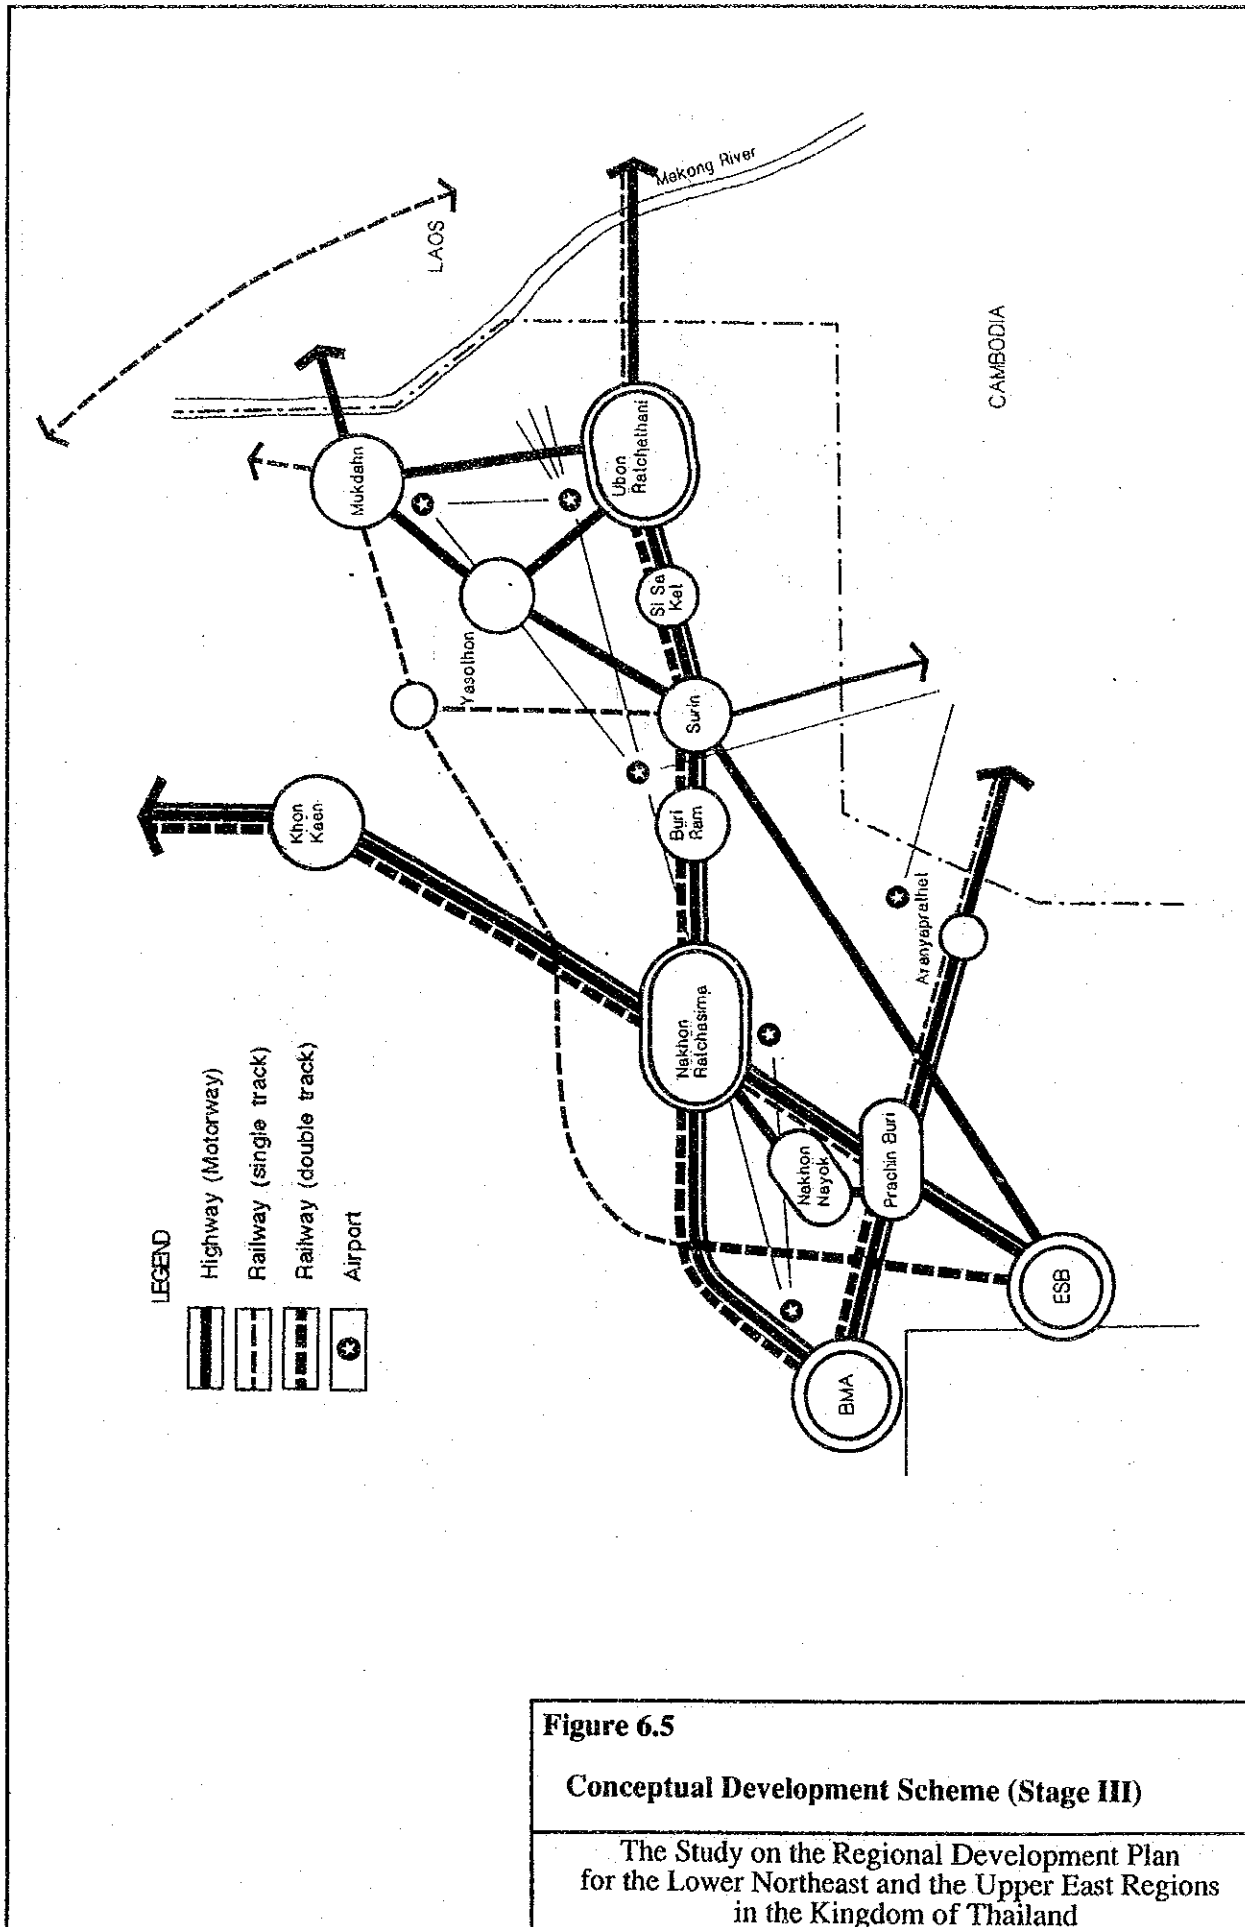 LEGEND
Highway (Motorway)
Railway (single track)
Railway (double track)
Airport
Khon
Kaen
Mukdahn
LAOS
Mekong River
Yasothon
Ubon
Ratchathani
Si Sa
Ket
Surin
Buri
Ram
Nakhon
Ratchasima
Nakhon
Nayok
Prachin Buri
Aranyaprathet
CAMBODIA
BMA
ESB
Figure 6.5
Conceptual Development Scheme (Stage III)
The Study on the Regional Development Plan
for the Lower Northeast and the Upper East Regions
in the Kingdom of Thailand